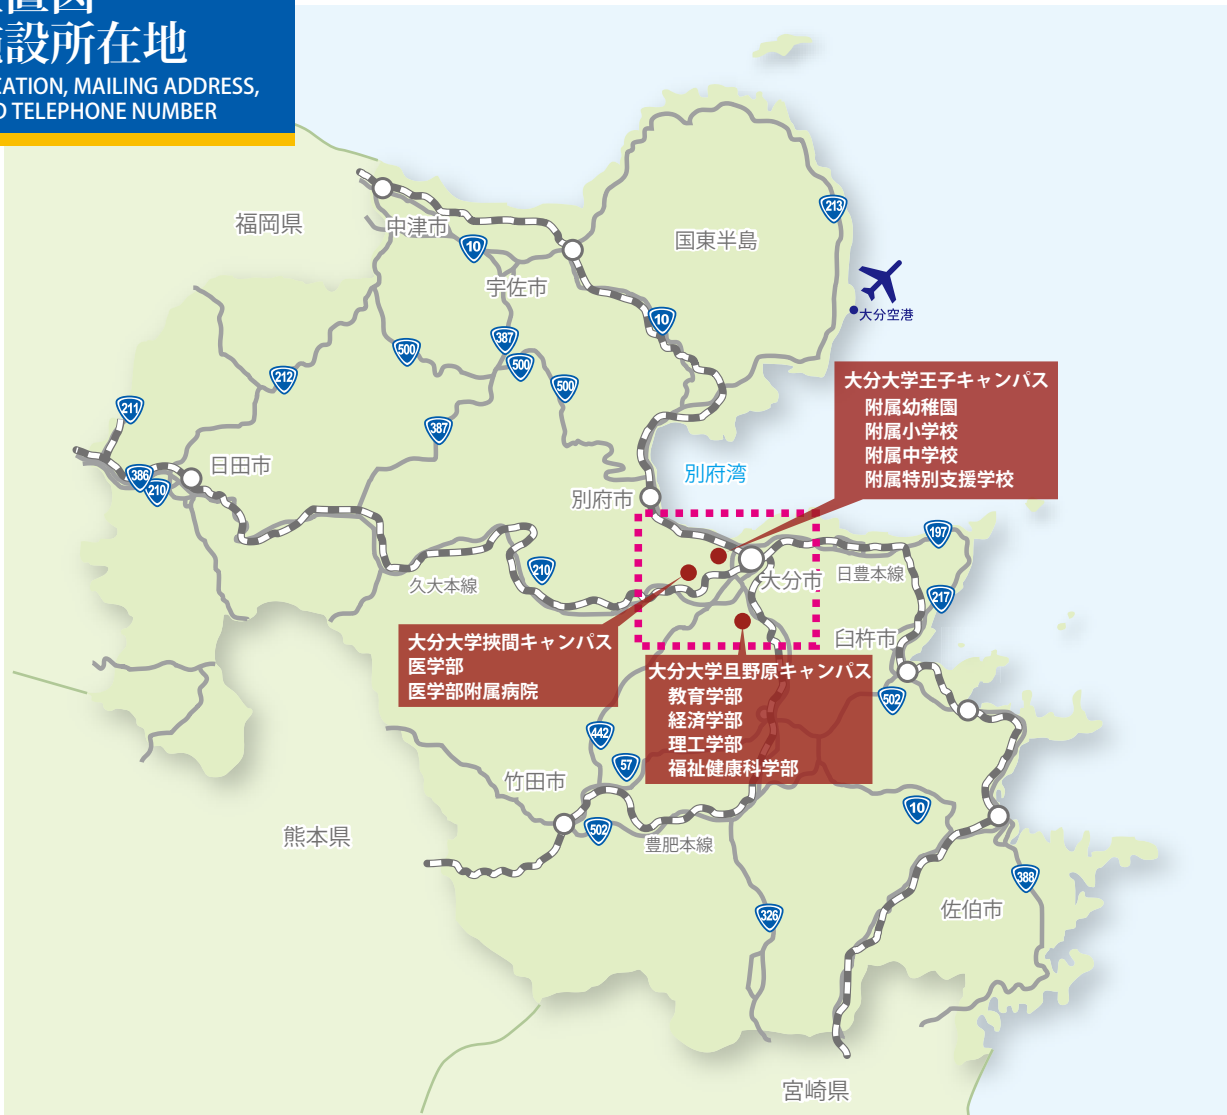 設所在地
MAILING ADDRESS,
TELEPHONE NUMBER
福岡県
中津市
10
宇佐市
国東半島
213
大分空港
10
387
500
500
500
212
211
387
386
210
日田市
別府市
別府湾
大分大学王子キャンパス
附属幼稚園
附属小学校
附属中学校
附属特別支援学校
久大本線
210
大分市
日豊本線
197
217
臼杵市
大分大学挾間キャンパス
医学部
医学部附属病院
大分大学旦野原キャンパス
教育学部
経済学部
理工学部
福祉健康科学部
502
442
57
竹田市
502
豊肥本線
10
熊本県
326
388
佐伯市
宮崎県